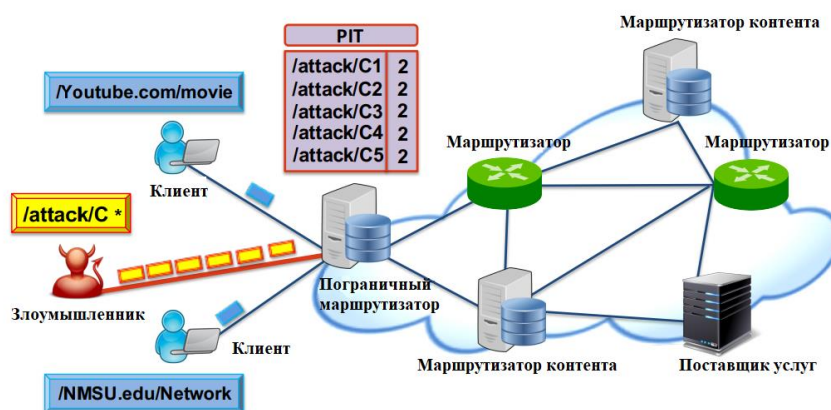 Маршрутизатор контента
PIT
/attack/C1 2
/attack/C2 2
/attack/C3 2
/attack/C4 2
/attack/C5 2
/Youtube.com/movie
Клиент
Маршрутизатор
Маршрутизатор
/attack/C *
Злоумышленник
Пограничный
маршрутизатор
Клиент
Маршрутизатор контента
Поставщик услуг
/NMSU.edu/Network